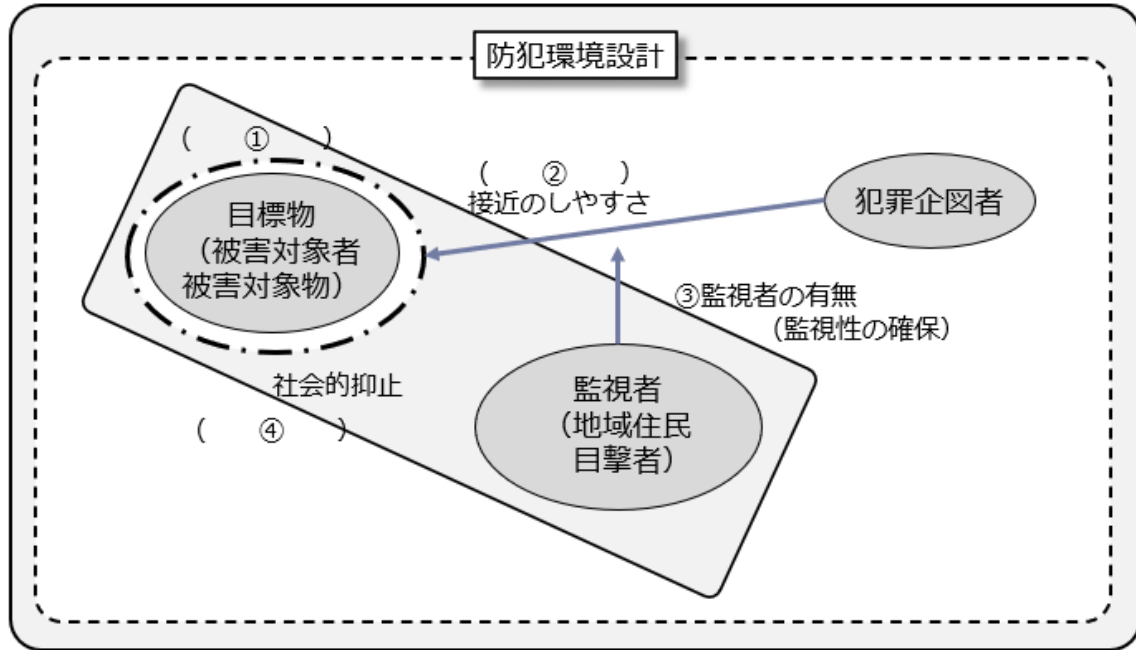 防犯環境設計
(　　①　　)
目標物
（被害対象者
被害対象物）
(　　②　　)
接近のしやすさ
犯罪企図者
③監視者の有無
（監視性の確保）
社会的抑止
(　　④　　)
監視者
（地域住民
目撃者）